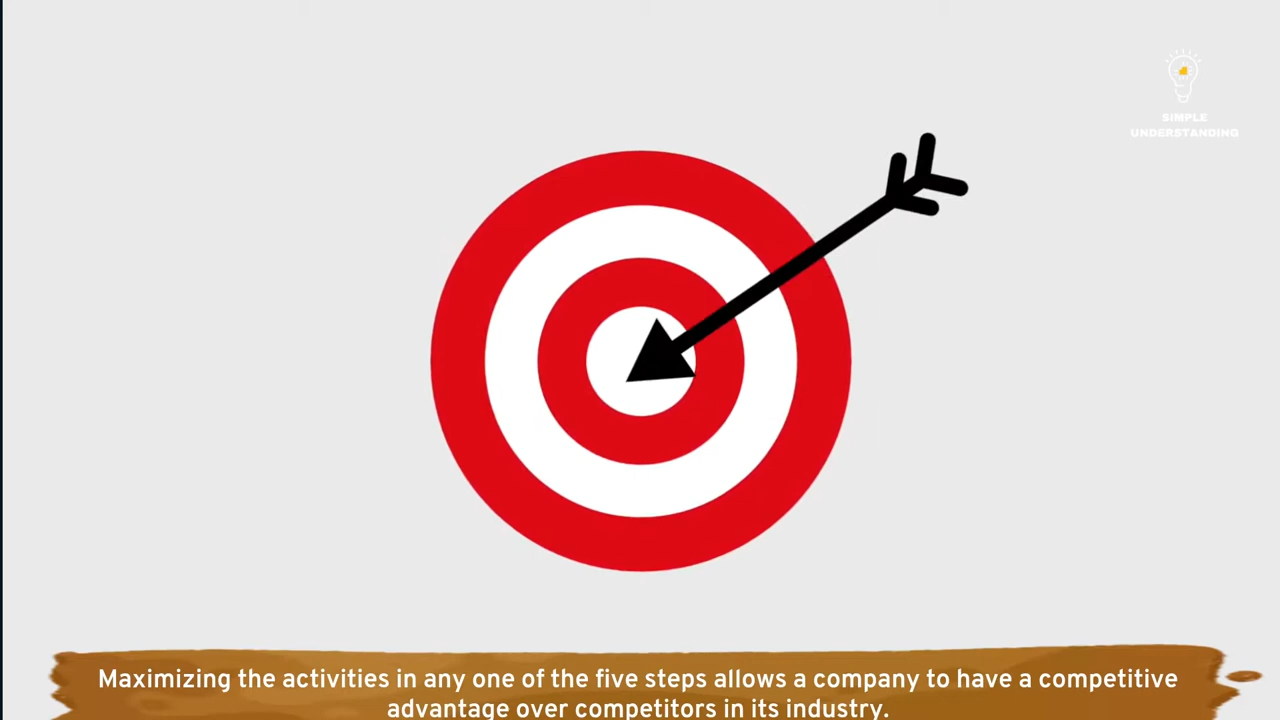 SIMPLE
UNDERSTANDING
Maximizing the activities in any one of the five steps allows a company to have a competitive
advantage over competitors in its industry.